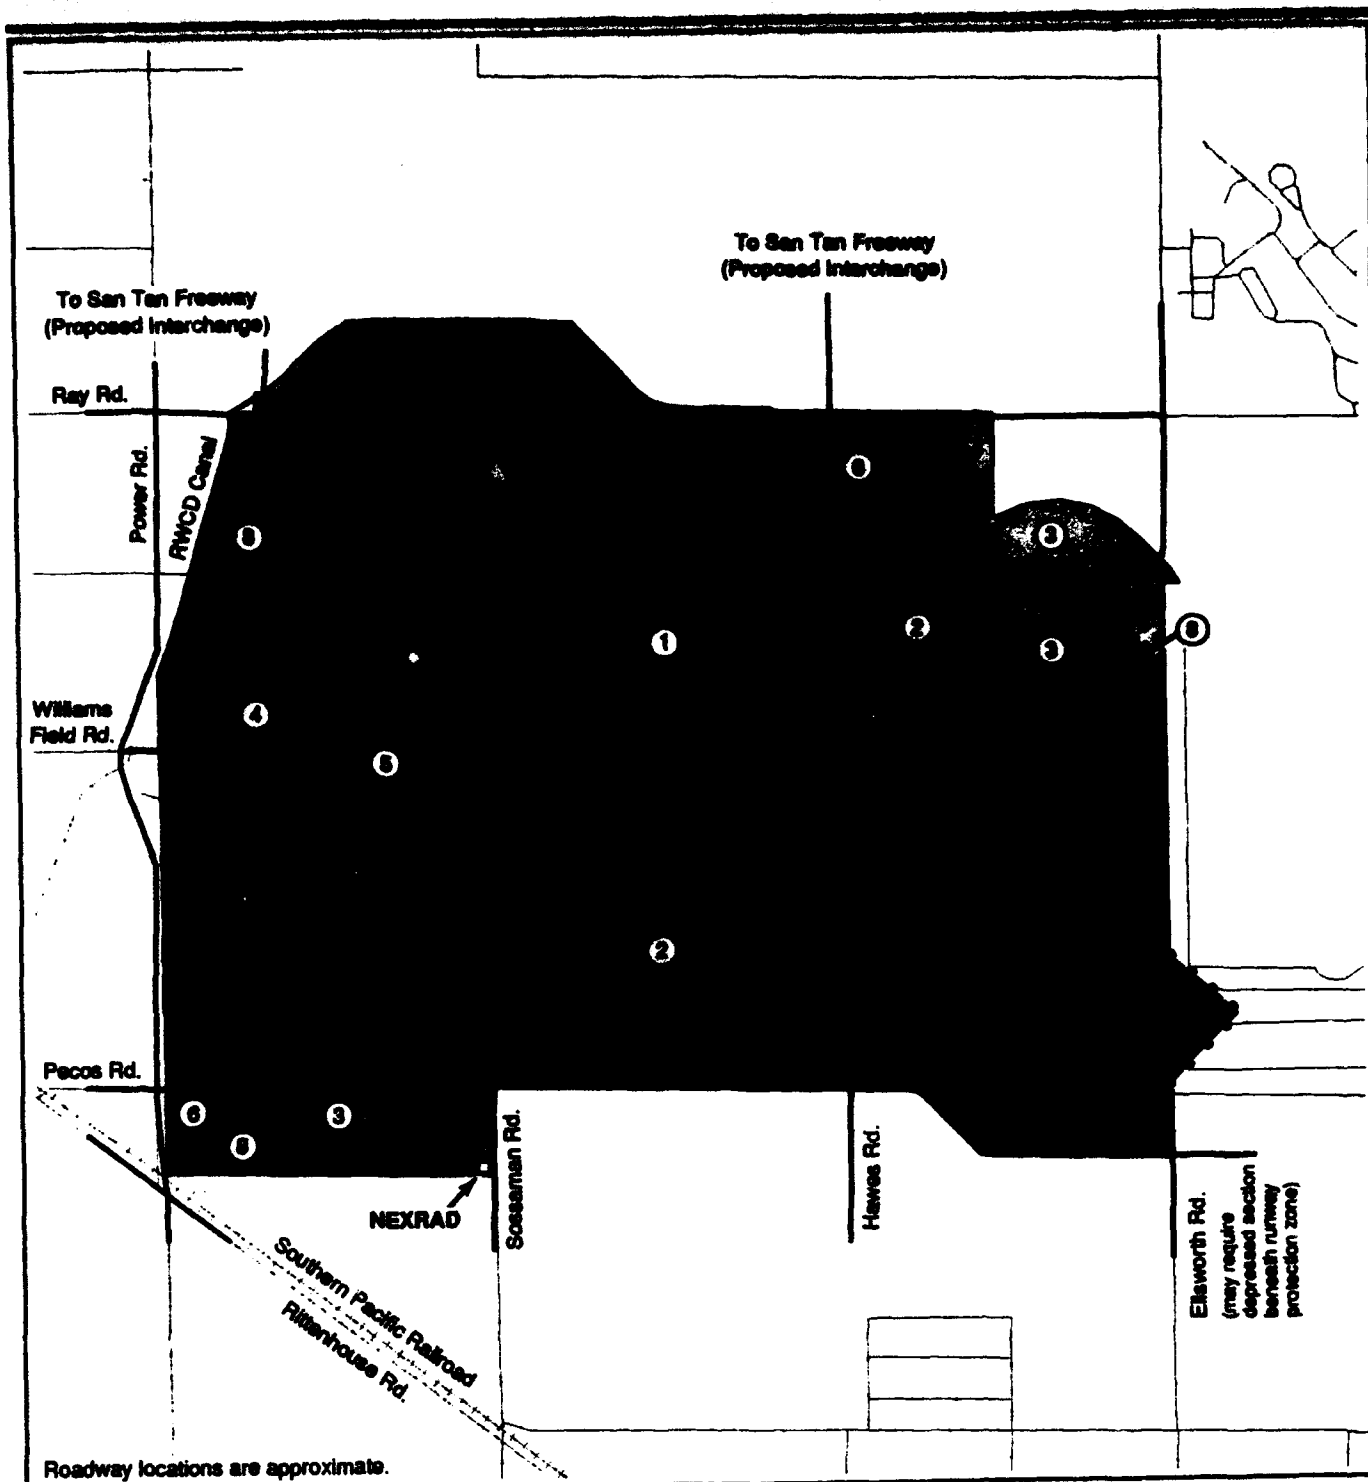 To San Tan Freeway
(Proposed Interchange)
To San Tan Freeway
(Proposed Interchange)
Ray Rd.
Power Rd.
RWCD Canal
3
1
2
3
Williams
Field Rd.
4
5
2
Pecos Rd.
6
3
NEXRAD
Sossaman Rd.
Hawes Rd.
Ellsworth Rd.
(may require
depressed section
beneath runway
protection zone)
Southern Pacific Railroad
Rittenhouse Rd.
Roadway locations are approximate.